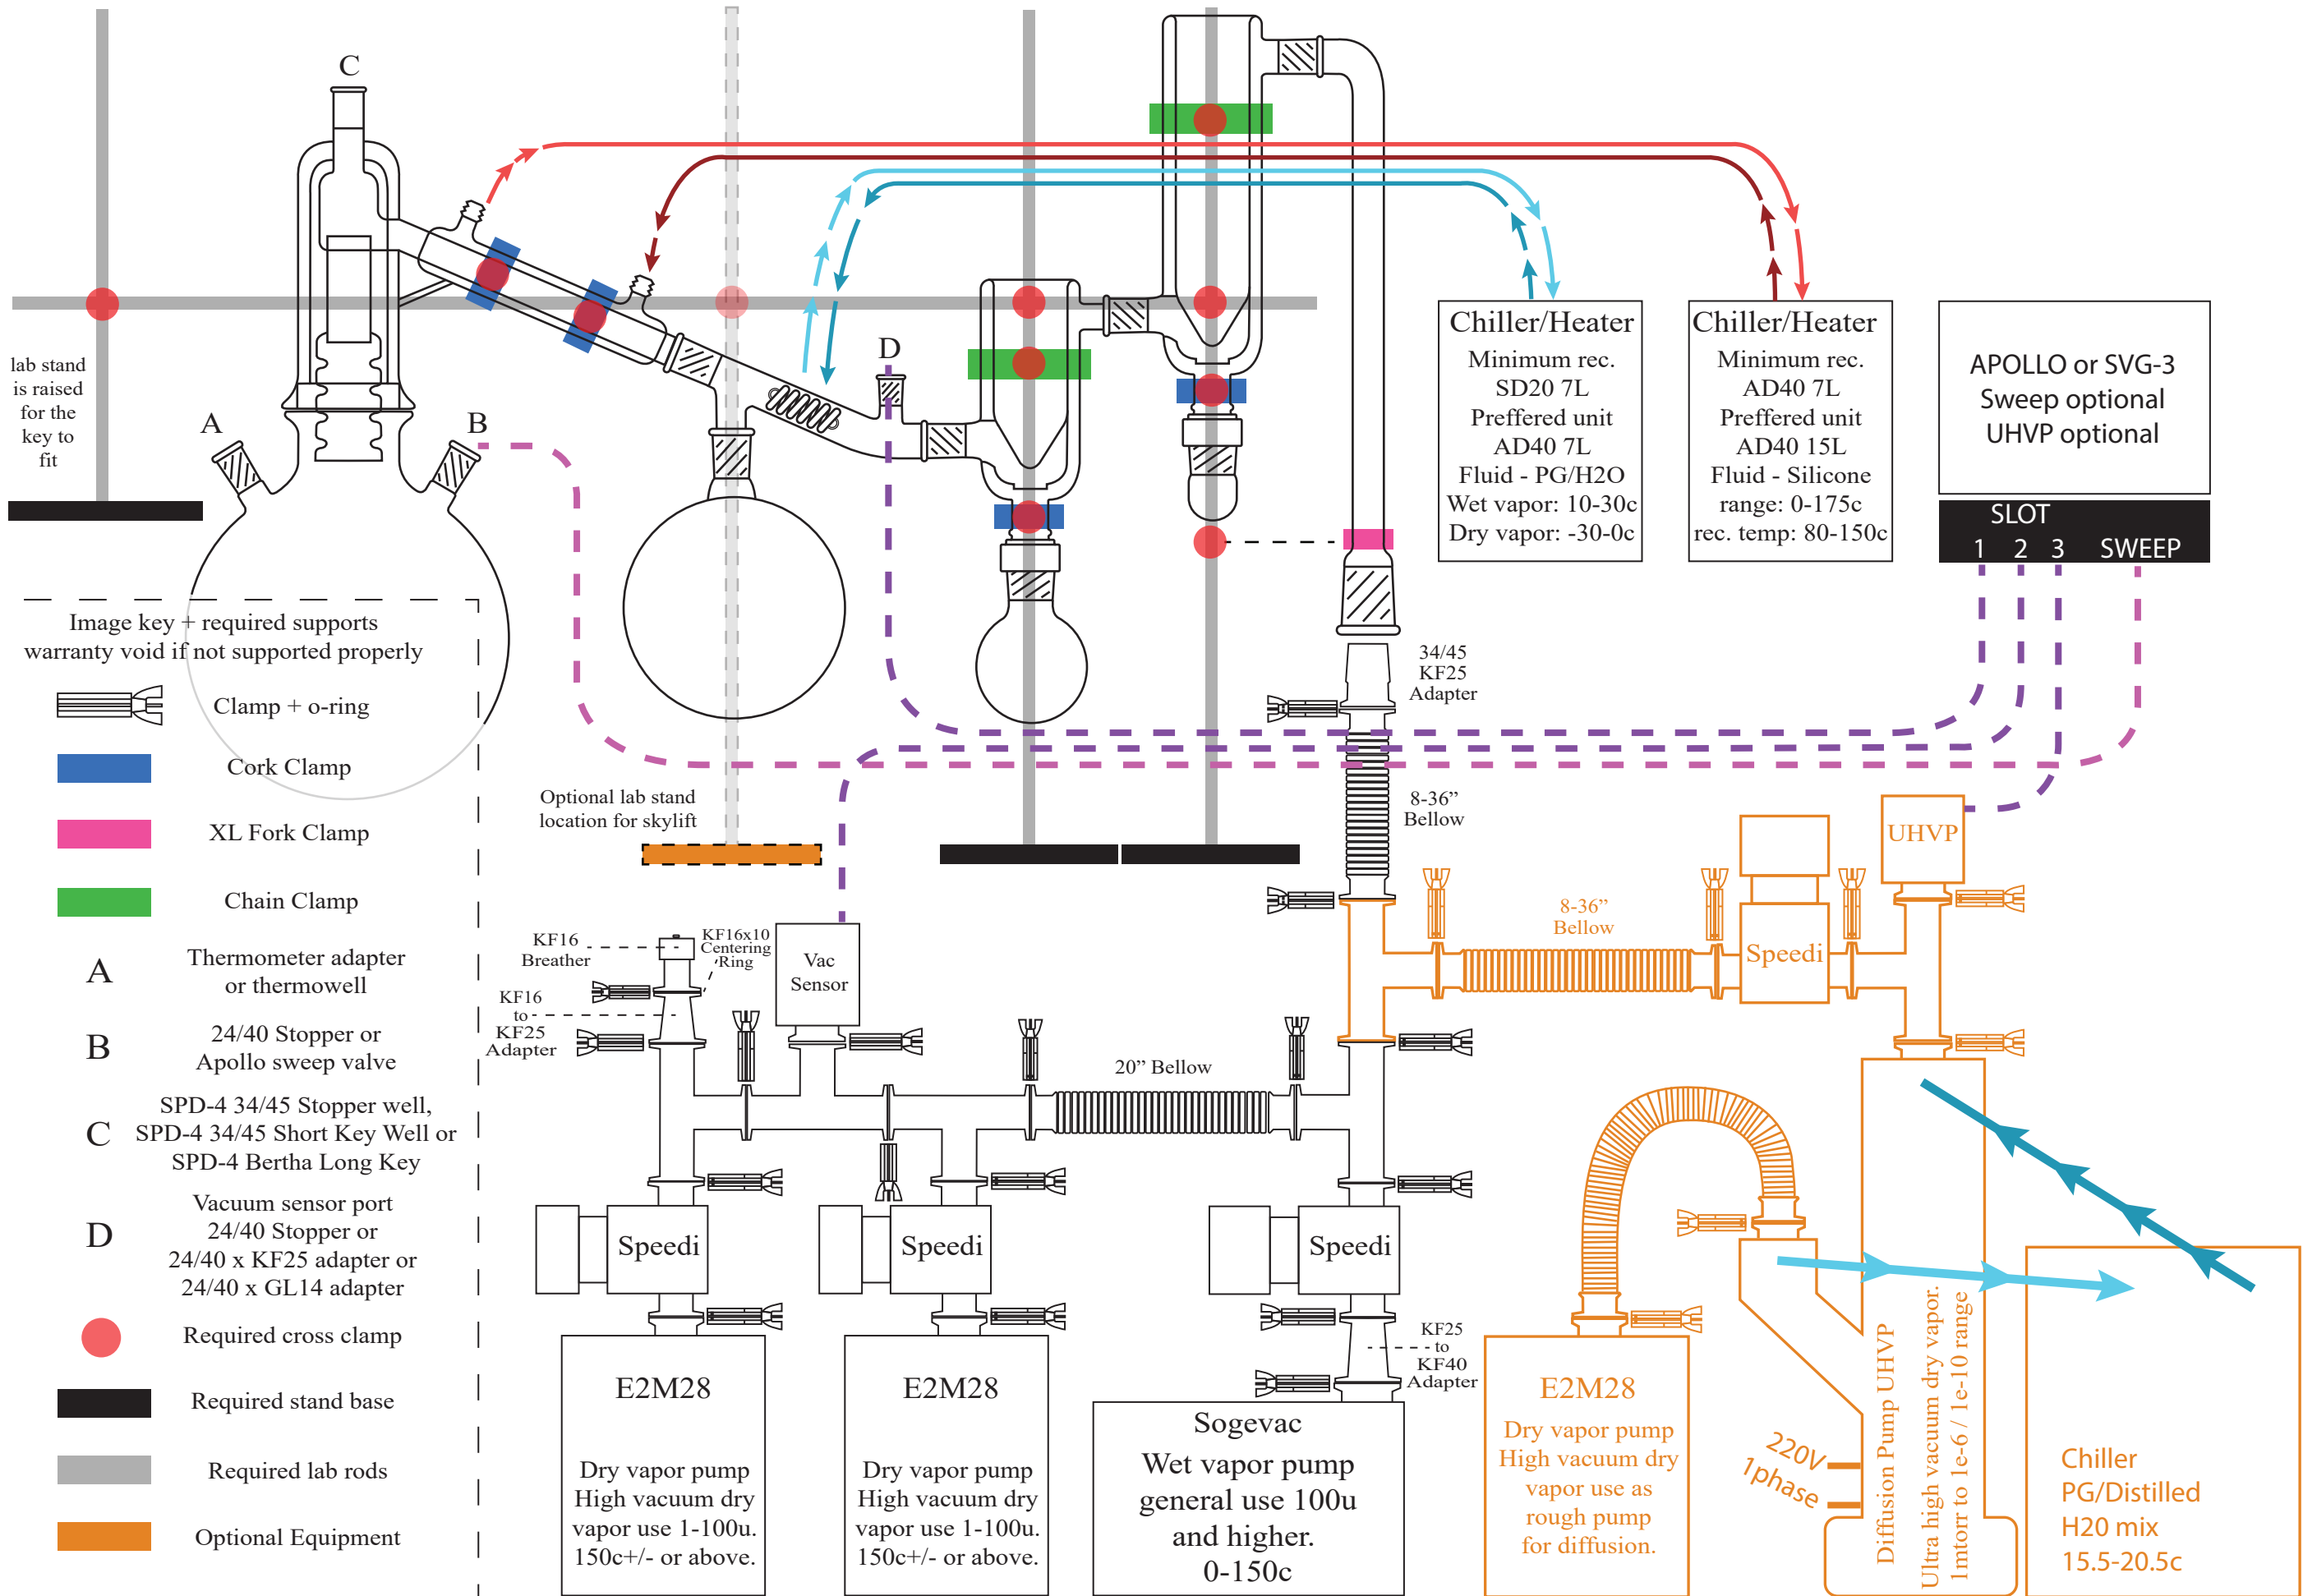 C
lab stand
is raised
for the
key to
fit
A
B
D
Chiller/Heater
Minimum rec.
SD20 7L
Preffered unit
AD40 7L
Fluid - PG/H2O
Wet vapor: 10-30c
Dry vapor: -30-0c
Chiller/Heater
Minimum rec.
AD40 7L
Preffered unit
AD40 15L
Fluid - Silicone
range: 0-175c
rec. temp: 80-150c
APOLLO or SVG-3
Sweep optional
UHVP optional
SLOT
1 2 3 SWEEP
Image key + required supports
warranty void if not supported properly
Clamp + o-ring
Cork Clamp
XL Fork Clamp
Chain Clamp
A
Thermometer adapter
or thermowell
B
24/40 Stopper or
Apollo sweep valve
C
SPD-4 34/45 Stopper well,
SPD-4 34/45 Short Key Well or
SPD-4 Bertha Long Key
D
Vacuum sensor port
24/40 Stopper or
24/40 x KF25 adapter or
24/40 x GL14 adapter
Required cross clamp
Required stand base
Required lab rods
Optional Equipment
Optional lab stand
location for skylift
34/45
KF25
Adapter
8-36”
Bellow
KF16
Breather
KF16x10
Centering
Ring
KF16
to
KF25
Adapter
Vac
Sensor
20” Bellow
8-36”
Bellow
Speedi
UHVP
Speedi
Speedi
Speedi
KF25
to
KF40
Adapter
E2M28
Dry vapor pump
High vacuum dry
vapor use 1-100u.
150c+/- or above.
E2M28
Dry vapor pump
High vacuum dry
vapor use 1-100u.
150c+/- or above.
Sogevac
Wet vapor pump
general use 100u
and higher.
0-150c
E2M28
Dry vapor pump
High vacuum dry
vapor use as
rough pump
for diffusion.
220V
1phase
Diffusion Pump UHVP
Ultra high vacuum dry vapor.
1mtorr to 1e-6 / 1e-10 range
Chiller
PG/Distilled
H20 mix
15.5-20.5c